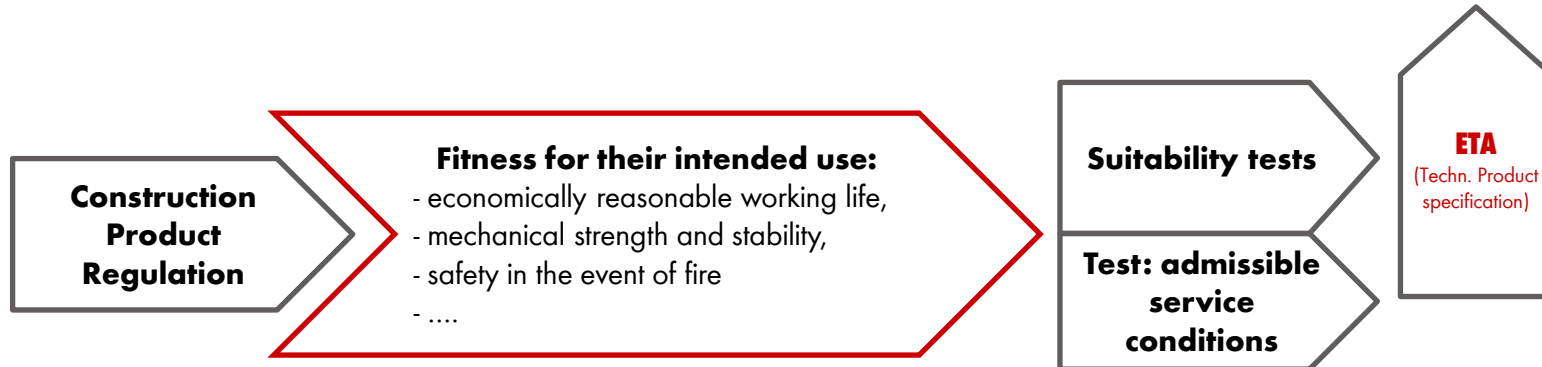 Construction
Product
Regulation
Fitness for their intended use:
- economically reasonable working life,
- mechanical strength and stability,
- safety in the event of fire
- ....
Suitability tests
Test: admissible
service
conditions
ETA
(Techn. Product
specification)